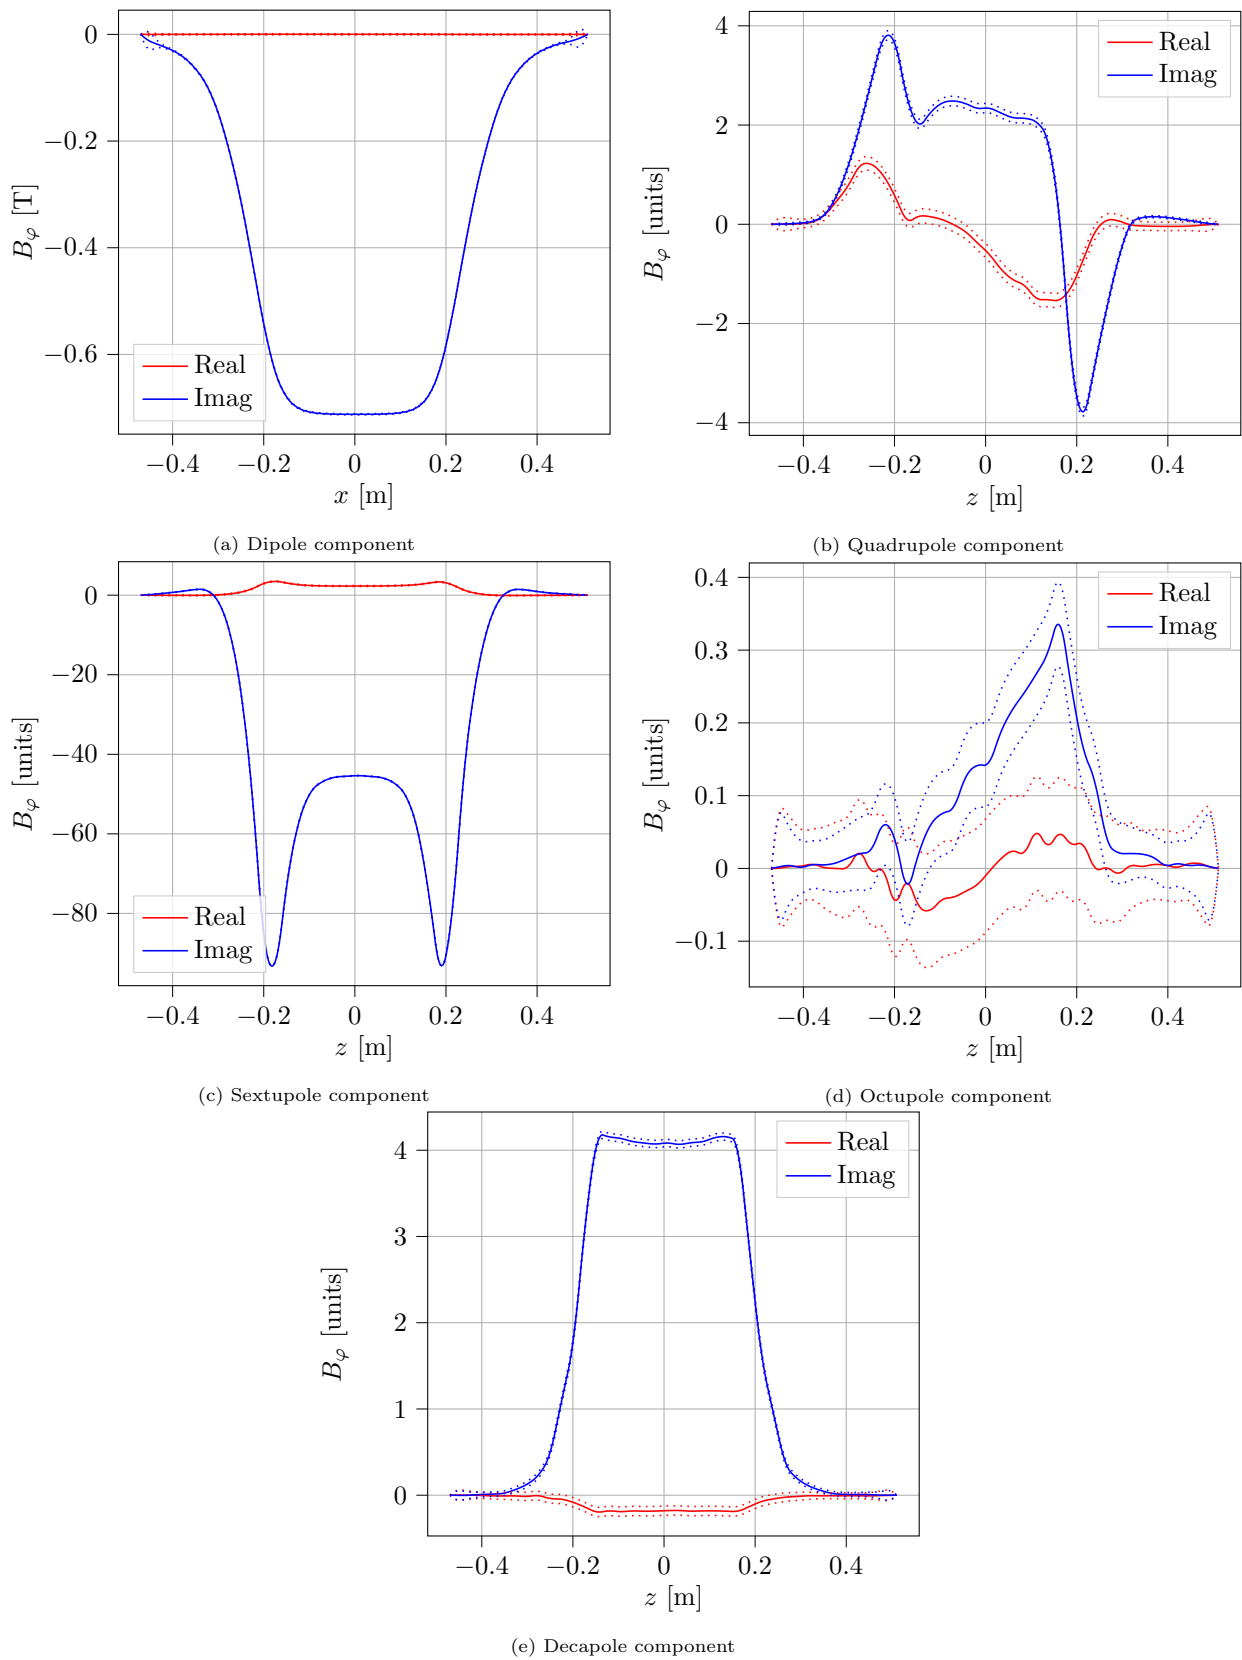 0
−0.2
−0.4
−0.6
B_φ [T]
Real
Imag
−0.4 −0.2 0 0.2 0.4
x [m]
(a) Dipole component
4
2
0
−2
−4
B_φ [units]
Real
Imag
−0.4 −0.2 0 0.2 0.4
z [m]
(b) Quadrupole component
0
−20
−40
−60
−80
B_φ [units]
Real
Imag
−0.4 −0.2 0 0.2 0.4
z [m]
(c) Sextupole component
0.4
0.3
0.2
0.1
0
−0.1
B_φ [units]
Real
Imag
−0.4 −0.2 0 0.2 0.4
z [m]
(d) Octupole component
4
3
2
1
0
B_φ [units]
Real
Imag
−0.4 −0.2 0 0.2 0.4
z [m]
(e) Decapole component